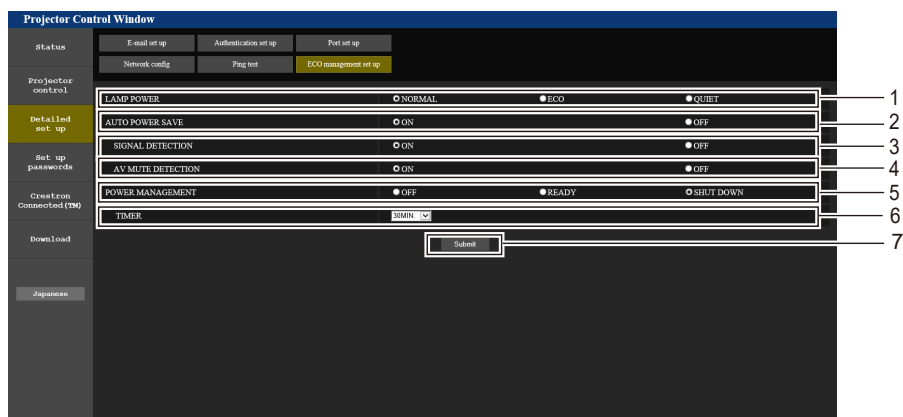 Projector Control Window
Status
E-mail set up
Authentication set up
Port set up
Network config
Ping test
ECO management set up
Projector
control
Detailed
set up
Set up
passwords
Crestron
Connected(TM)
Download
Japanese
LAMP POWER NORMAL ECO QUIET 1
AUTO POWER SAVE ON OFF 2
SIGNAL DETECTION ON OFF 3
AV MUTE DETECTION ON OFF 4
POWER MANAGEMENT OFF READY SHUT DOWN 5
TIMER 30MIN. 6
Submit 7